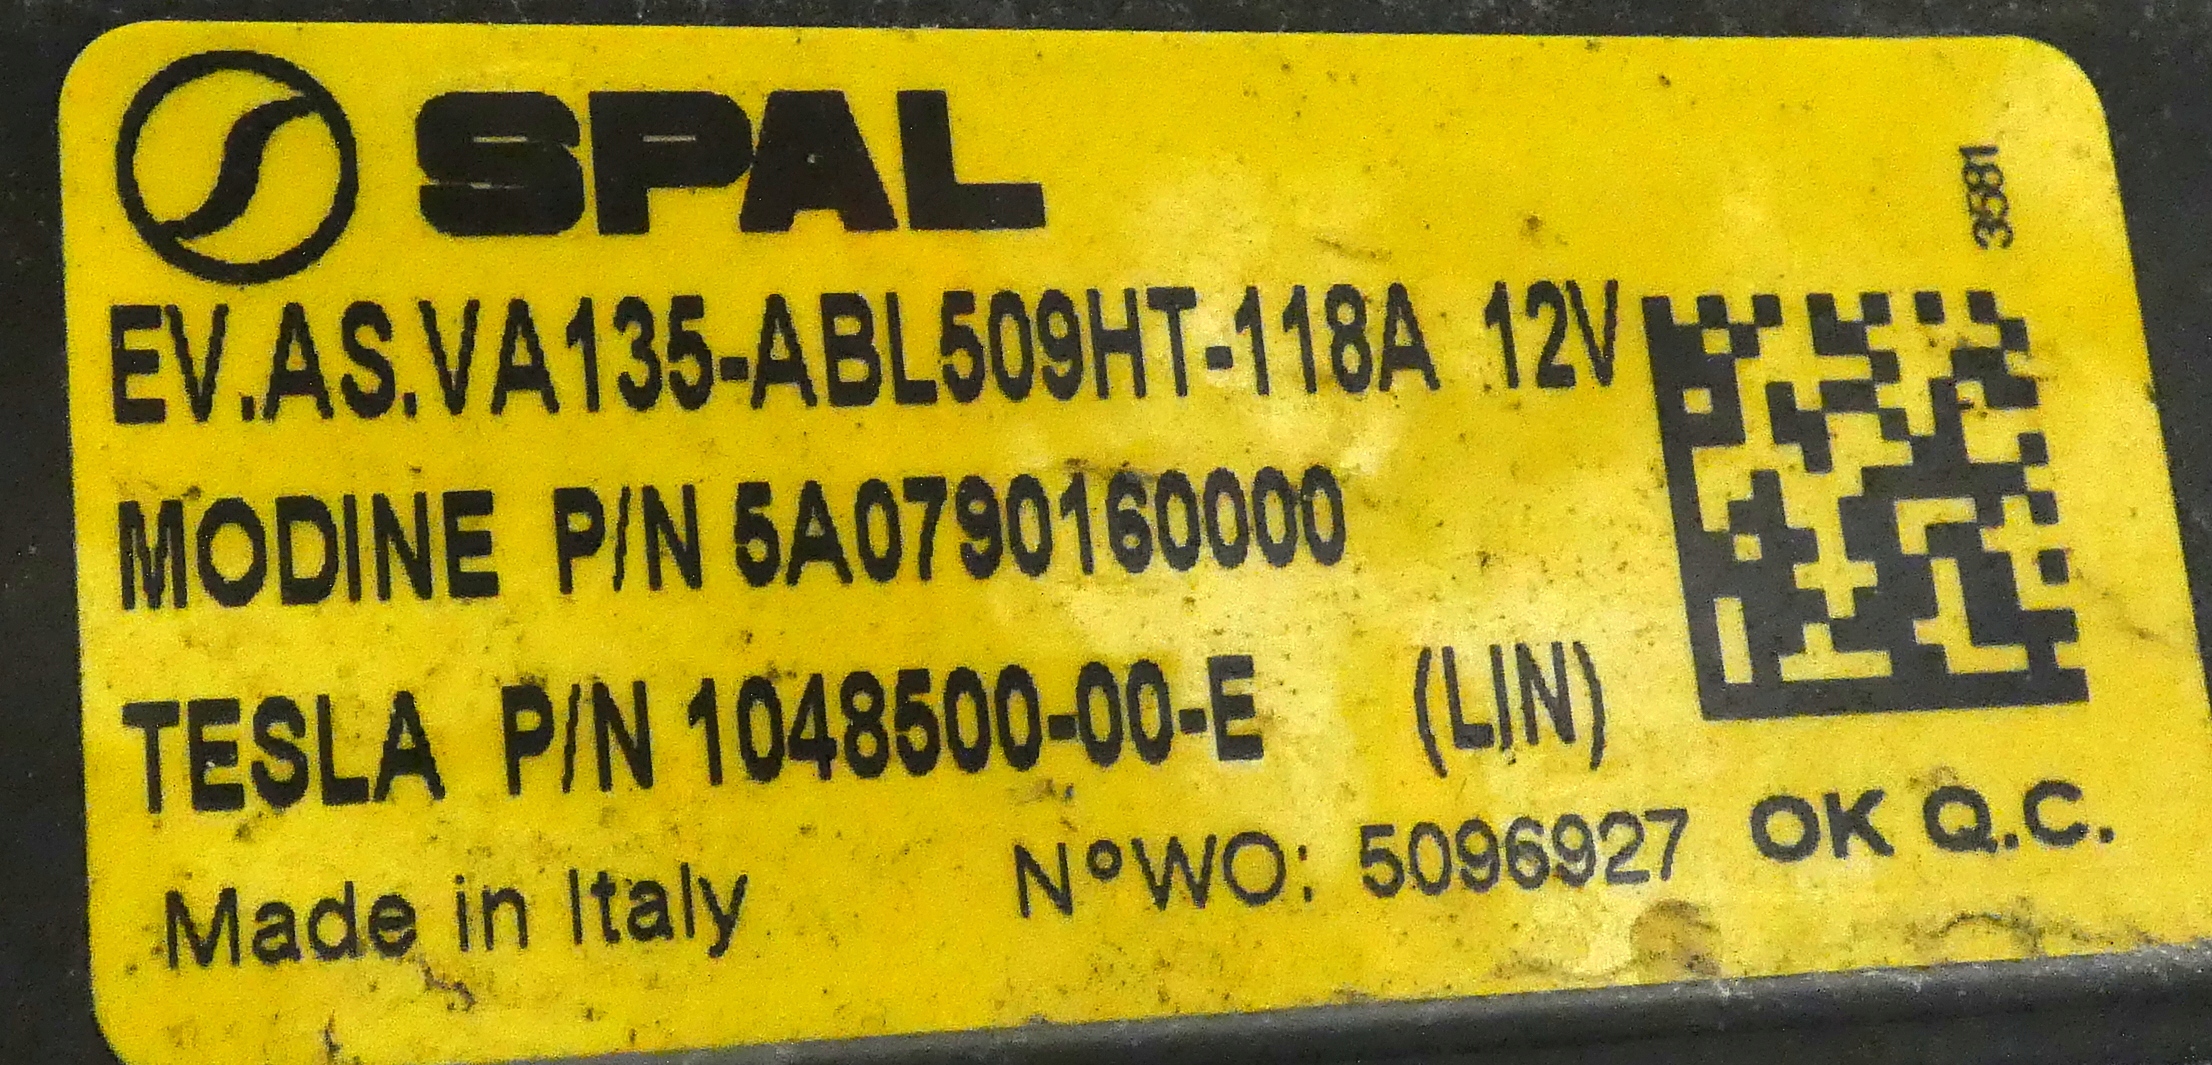 SPAL
3581
EV.AS.VA135-ABL509HT-118A 12V
MODINE P/N 5A0790160000
TESLA P/N 1048500-00-E (LIN)
Made in Italy N°WO: 5096927 OK Q.C.